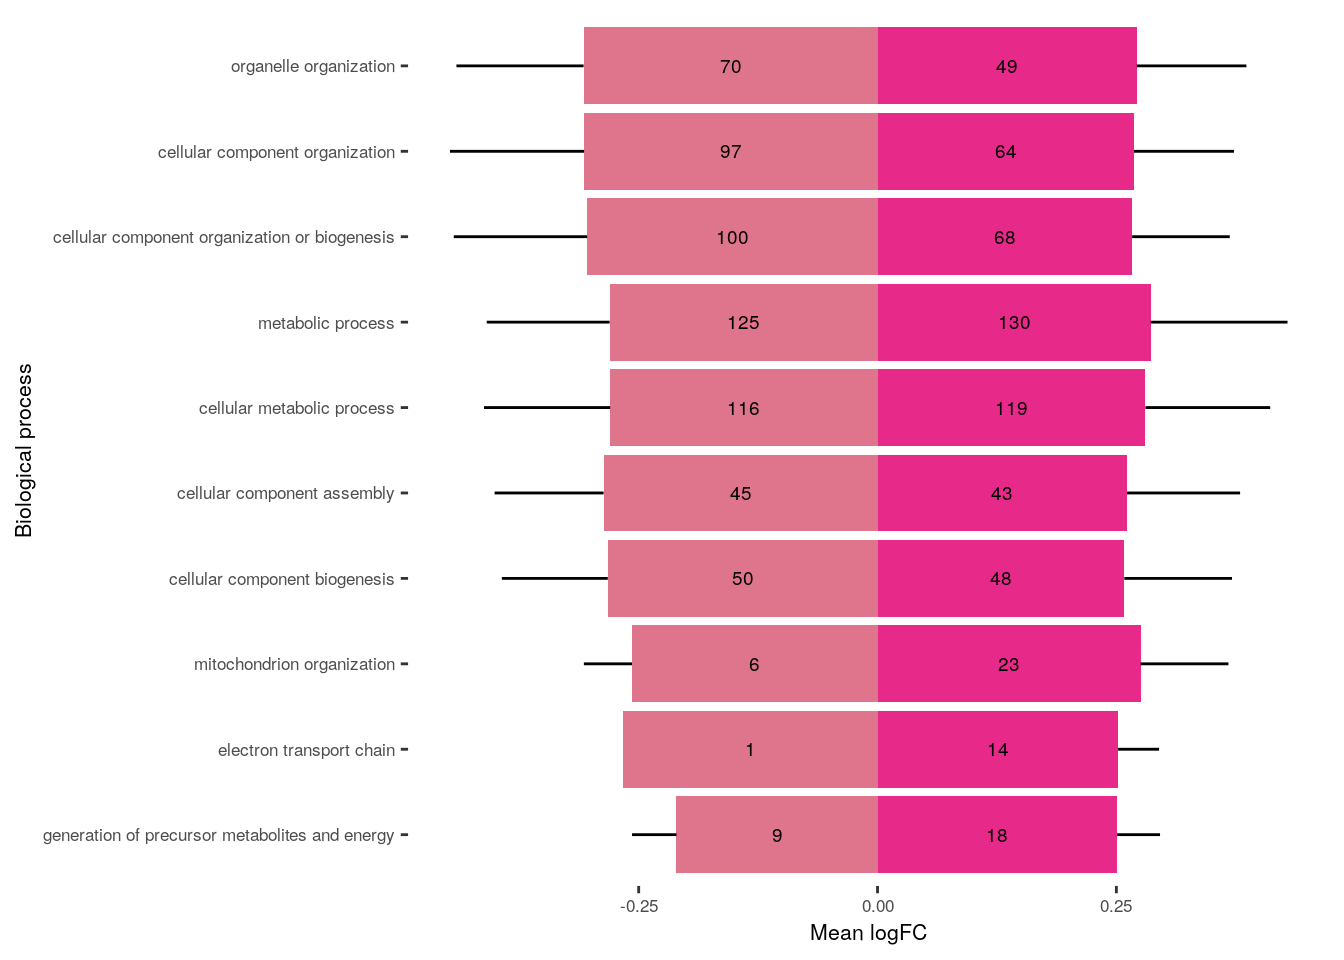 organelle organization 70 49
cellular component organization 97 64
cellular component organization or biogenesis 100 68
metabolic process 125 130
cellular metabolic process 116 119
cellular component assembly 45 43
cellular component biogenesis 50 48
mitochondrion organization 6 23
electron transport chain 1 14
generation of precursor metabolites and energy 9 18
Biological process
-0.25 0.00 0.25
Mean logFC